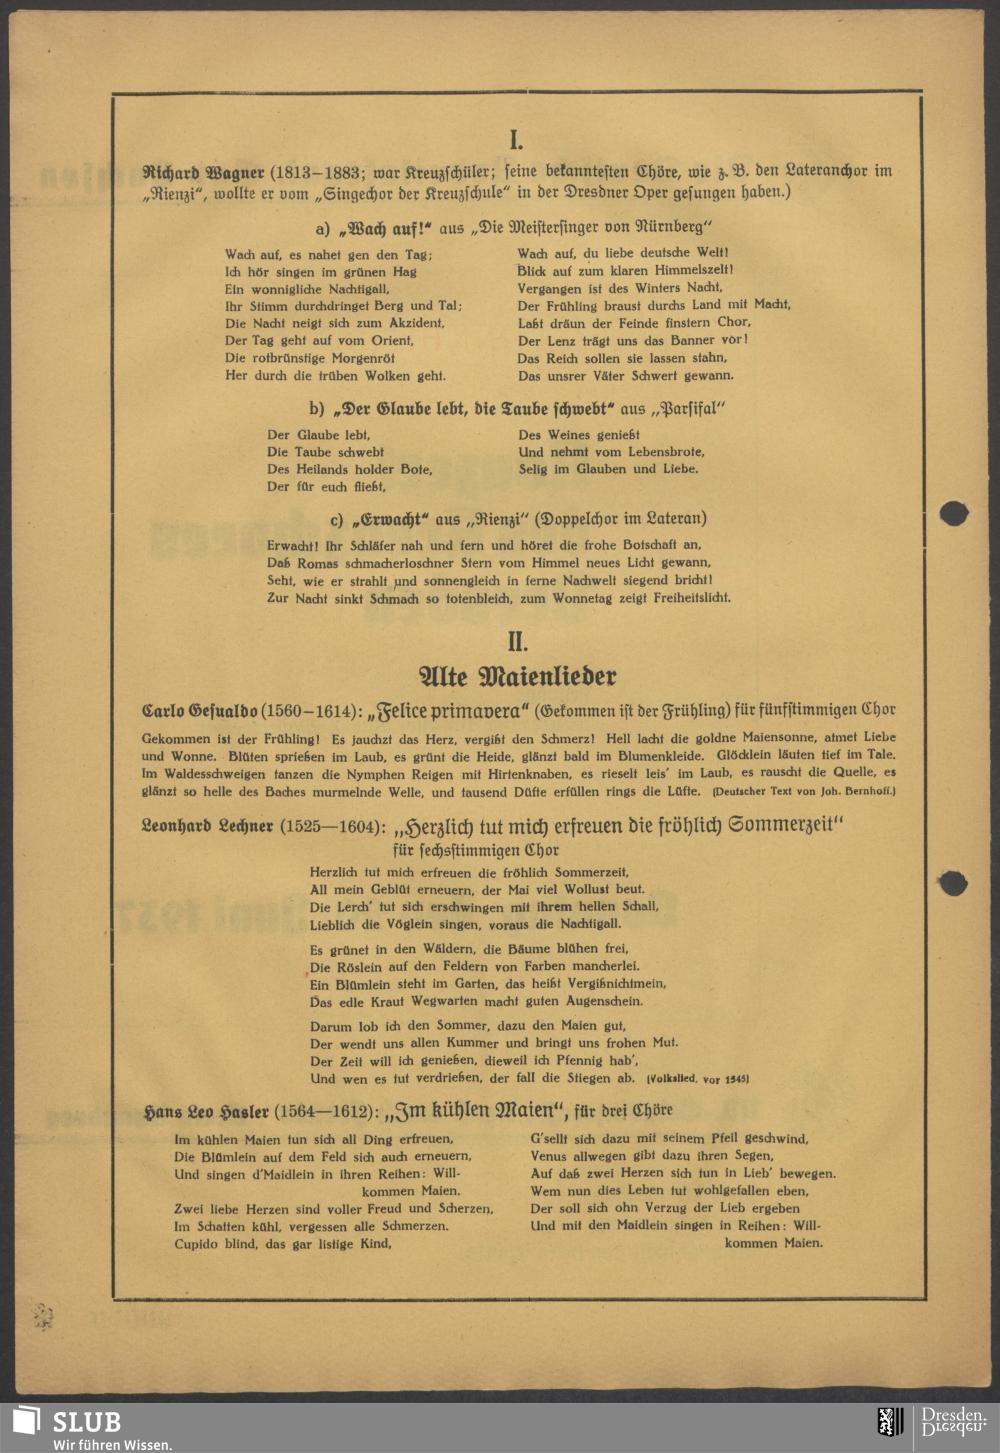 I.
Richard Wagner (1813–1883; war Kreuzschüler; seine bekanntesten Chöre, wie z. B. den Lateranchor im
„Rienzi“, wollte er vom „Singechor der Kreuzschule“ in der Dresdner Oper gesungen haben.)
a) „Wach auf!“ aus „Die Meistersinger von Nürnberg“
Wach auf, es nahet gen den Tag;
Ich hör singen im grünen Hag
Ein wonnigliche Nachtigall,
Ihr Stimm durchdringet Berg und Tal;
Die Nacht neigt sich zum Akzident,
Der Tag geht auf vom Orient,
Die rotbrünstige Morgenröt
Her durch die trüben Wolken geht.
Wach auf, du liebe deutsche Welt!
Blick auf zum klaren Himmelszelt!
Vergangen ist des Winters Nacht,
Der Frühling braust durchs Land mit Macht,
Laßt dräun der Feinde finstern Chor,
Der Lenz trägt uns das Banner vor!
Das Reich sollen sie lassen stahn,
Das unsrer Väter Schwert gewann.
b) „Der Glaube lebt, die Taube schwebt“ aus „Parsifal“
Der Glaube lebt,
Die Taube schwebt
Des Heilands holder Bote,
Der für euch fließt,
Des Weines genießt
Und nehmt vom Lebensbrote,
Selig im Glauben und Liebe.
c) „Erwacht“ aus „Rienzi“ (Doppelchor im Lateran)
Erwacht! Ihr Schläfer nah und fern und höret die frohe Botschaft an,
Daß Romas schmacherloschner Stern vom Himmel neues Licht gewann,
Seht, wie er strahlt und sonnengleich in ferne Nachwelt siegend bricht!
Zur Nacht sinkt Schmach so totenbleich, zum Wonnetag zeigt Freiheitslicht.
II.
Alte Maienlieder
Carlo Gesualdo (1560–1614): „Felice primavera“ (Gekommen ist der Frühling) für fünfstimmigen Chor
Gekommen ist der Frühling! Es jauchzt das Herz, vergißt den Schmerz! Hell lacht die goldne Maiensonne, atmet Liebe
und Wonne. Blüten sprießen im Laub, es grünt die Heide, glänzt bald im Blumenkleide. Glöcklein läuten tief im Tale.
Im Waldesschweigen tanzen die Nymphen Reigen mit Hirtenknaben, es rieselt leis' im Laub, es rauscht die Quelle, es
glänzt so helle des Baches murmelnde Welle, und tausend Düfte erfüllen rings die Lüfte. (Deutscher Text von Joh. Bernhoff.)
Leonhard Lechner (1525—1604): „Herzlich tut mich erfreuen die fröhlich Sommerzeit“
für sechsstimmigen Chor
Herzlich tut mich erfreuen die fröhlich Sommerzeit,
All mein Geblüt erneuern, der Mai viel Wollust beut.
Die Lerch' tut sich erschwingen mit ihrem hellen Schall,
Lieblich die Vöglein singen, voraus die Nachtigall.
Es grünet in den Wäldern, die Bäume blühen frei,
Die Röslein auf den Feldern von Farben mancherlei.
Ein Blümlein steht im Garten, das heißt Vergißnichtmein,
Das edle Kraut Wegwarten macht guten Augenschein.
Darum lob ich den Sommer, dazu den Maien gut,
Der wendt uns allen Kummer und bringt uns frohen Mut.
Der Zeit will ich genießen, dieweil ich Pfennig hab',
Und wen es tut verdrießen, der fall die Stiegen ab. (Volkslied, vor 1545)
Hans Leo Hasler (1564—1612): „Im kühlen Maien“, für drei Chöre
Im kühlen Maien tun sich all Ding erfreuen,
Die Blümlein auf dem Feld sich auch erneuern,
Und singen d'Maidlein in ihren Reihen: Will-
kommen Maien.
Zwei liebe Herzen sind voller Freud und Scherzen,
Im Schatten kühl, vergessen alle Schmerzen.
Cupido blind, das gar listige Kind,
G'sellt sich dazu mit seinem Pfeil geschwind,
Venus allwegen gibt dazu ihren Segen,
Auf daß zwei Herzen sich tun in Lieb' bewegen.
Wem nun dies Leben tut wohlgefallen eben,
Der soll sich ohn Verzug der Lieb ergeben
Und mit den Maidlein singen in Reihen: Will-
kommen Maien.
SLUB
Wir führen Wissen.
Dresden.
Dresden.